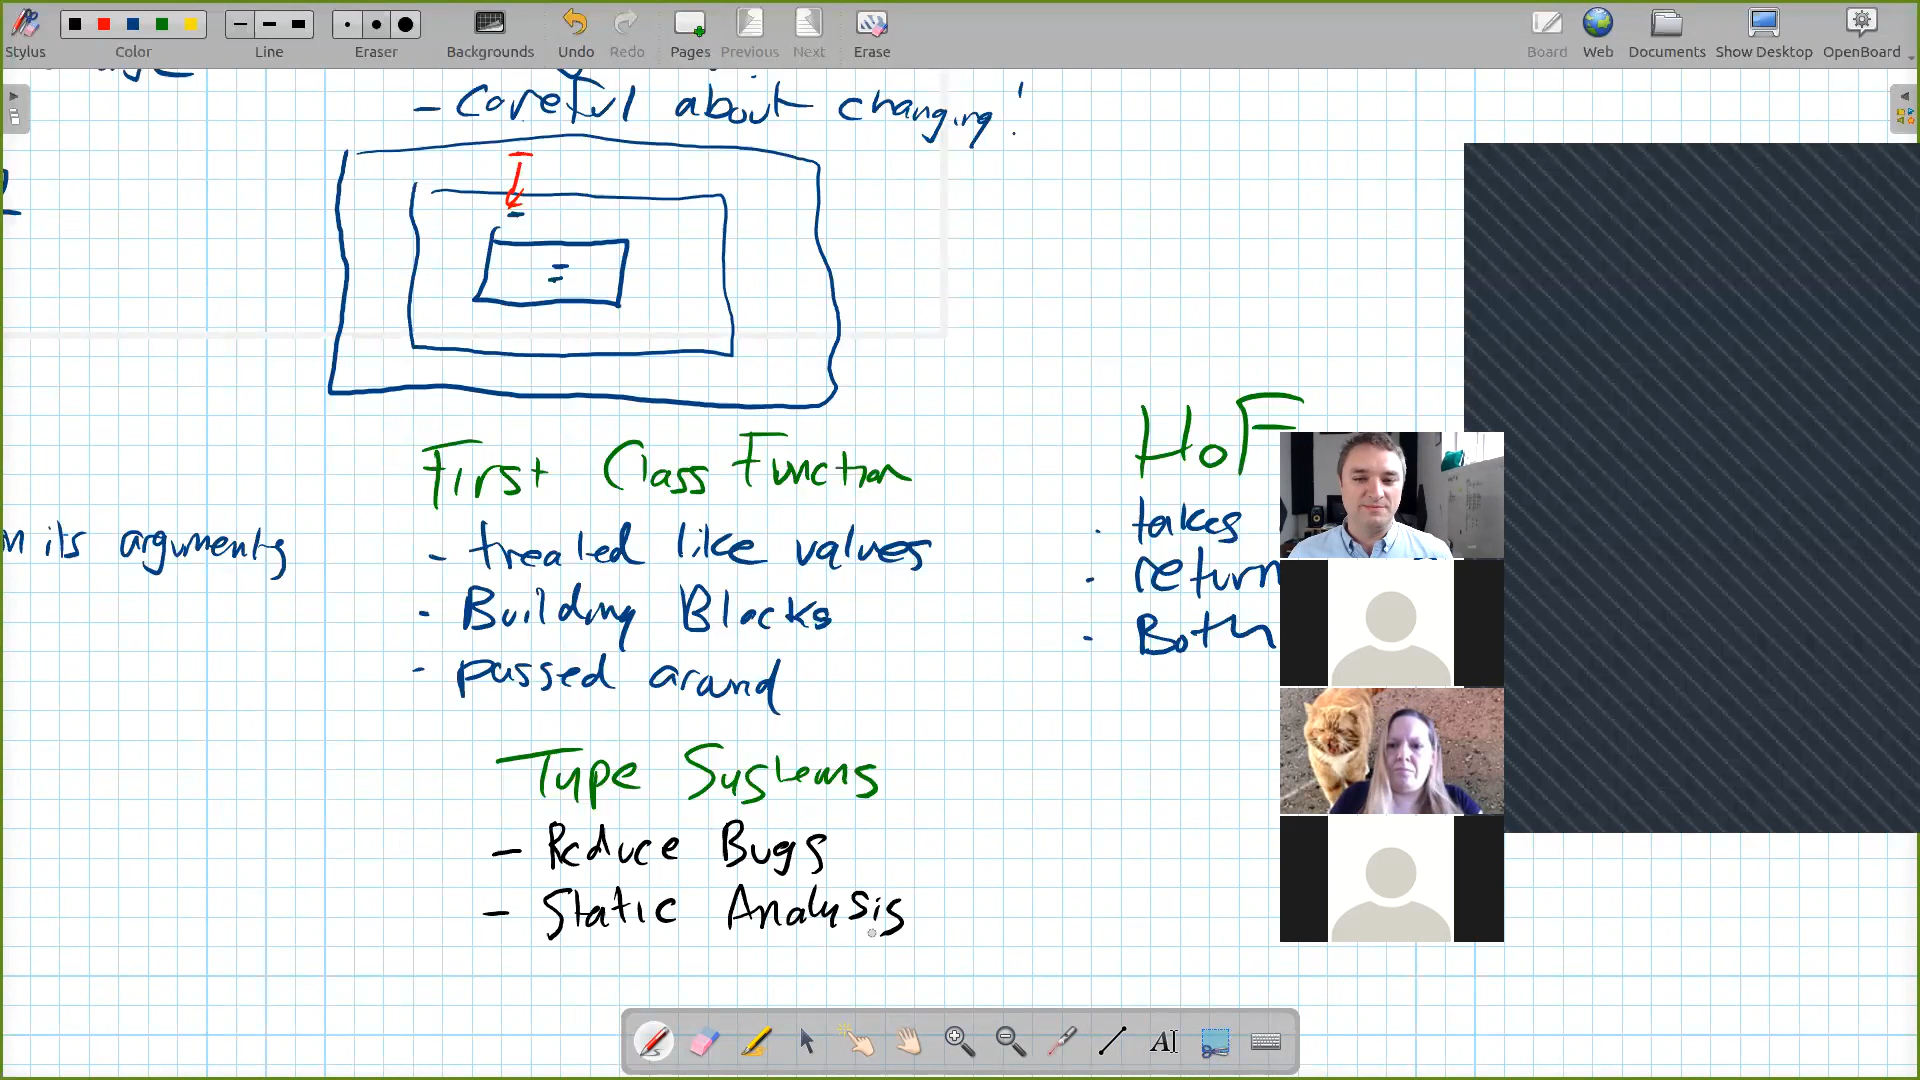 Stylus
Color
Line
Eraser
Backgrounds
Undo
Redo
Pages
Previous
Next
Erase
Board
Web
Documents
Show Desktop
OpenBoard
- Careful about changing!
First Class Function
- treated like values
- Building Blocks
- passed around
its arguments
HoF
. takes
. return
. Both
Type Systems
- Reduce Bugs
- Static Analysis